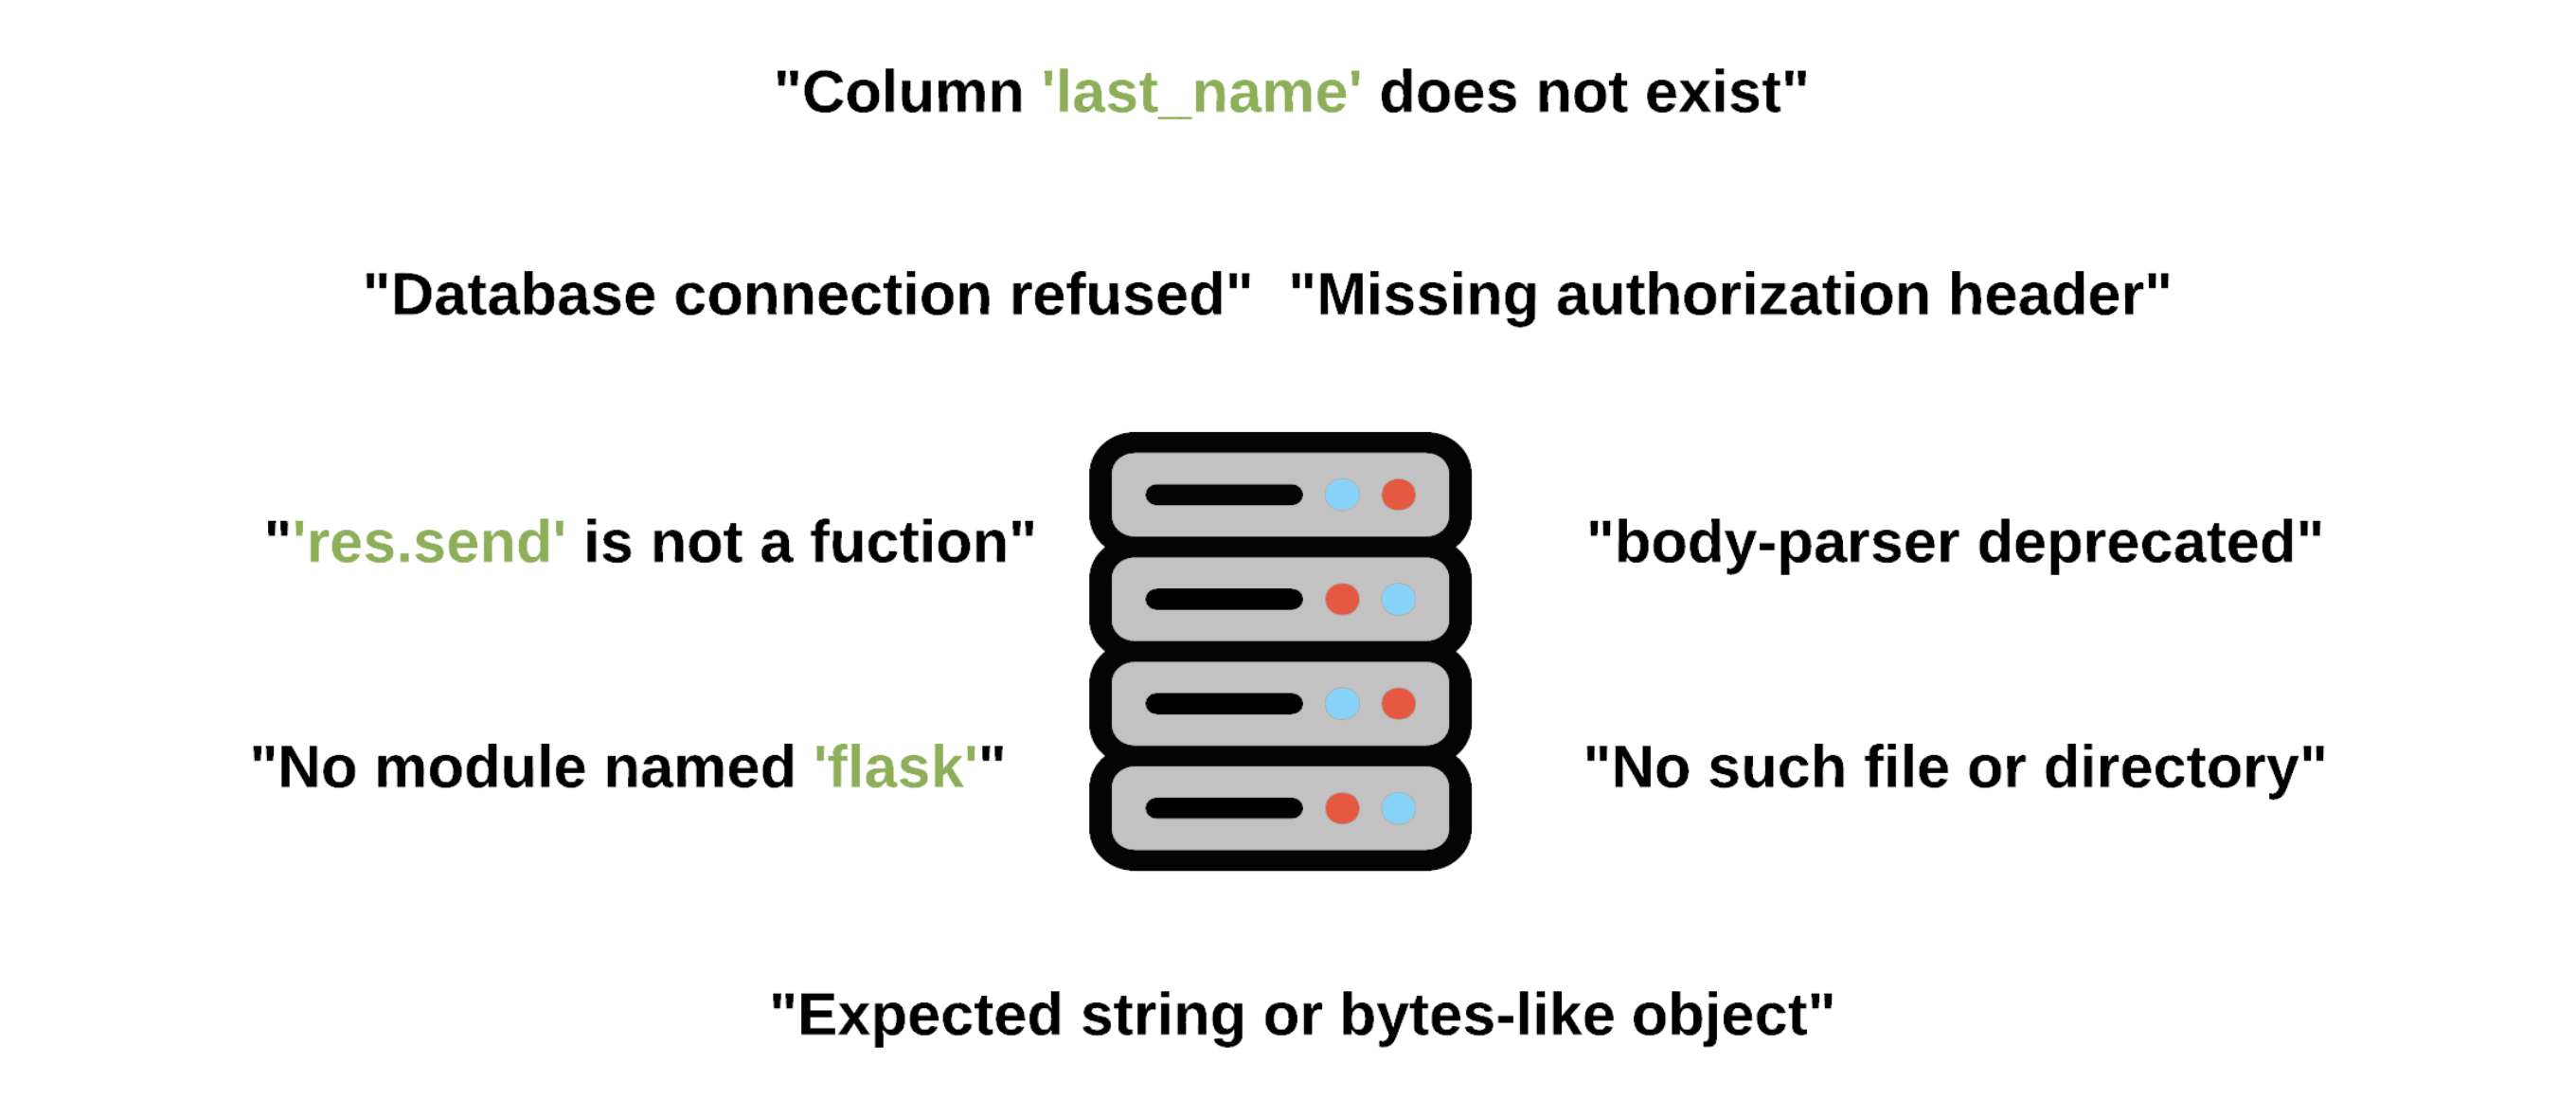 "Column 'last_name' does not exist"
"Database connection refused" "Missing authorization header"
"'res.send' is not a fuction"
"body-parser deprecated"
"No module named 'flask'"
"No such file or directory"
"Expected string or bytes-like object"